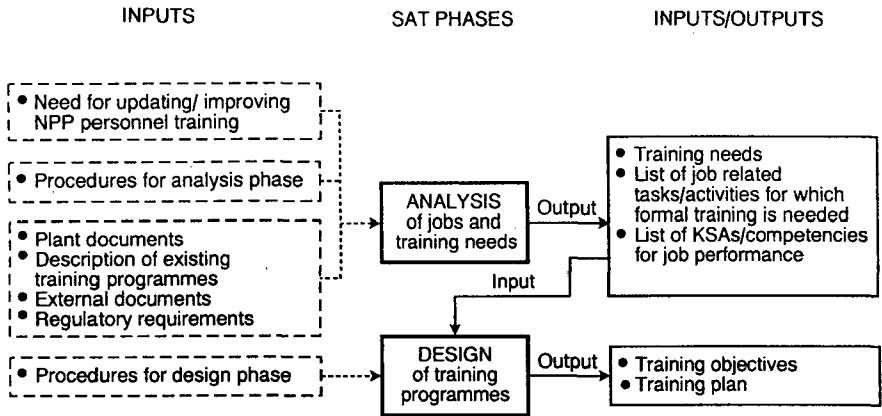 INPUTS
SAT PHASES
INPUTS/OUTPUTS
• Need for updating/ improving
NPP personnel training
• Procedures for analysis phase
• Plant documents
• Description of existing
training programmes
• External documents
• Regulatory requirements
• Procedures for design phase
ANALYSIS
of jobs and
training needs
Output
• Training needs
• List of job related
tasks/activities for which
formal training is needed
• List of KSAs/competencies
for job performance
Input
DESIGN
of training
programmes
Output
• Training objectives
• Training plan